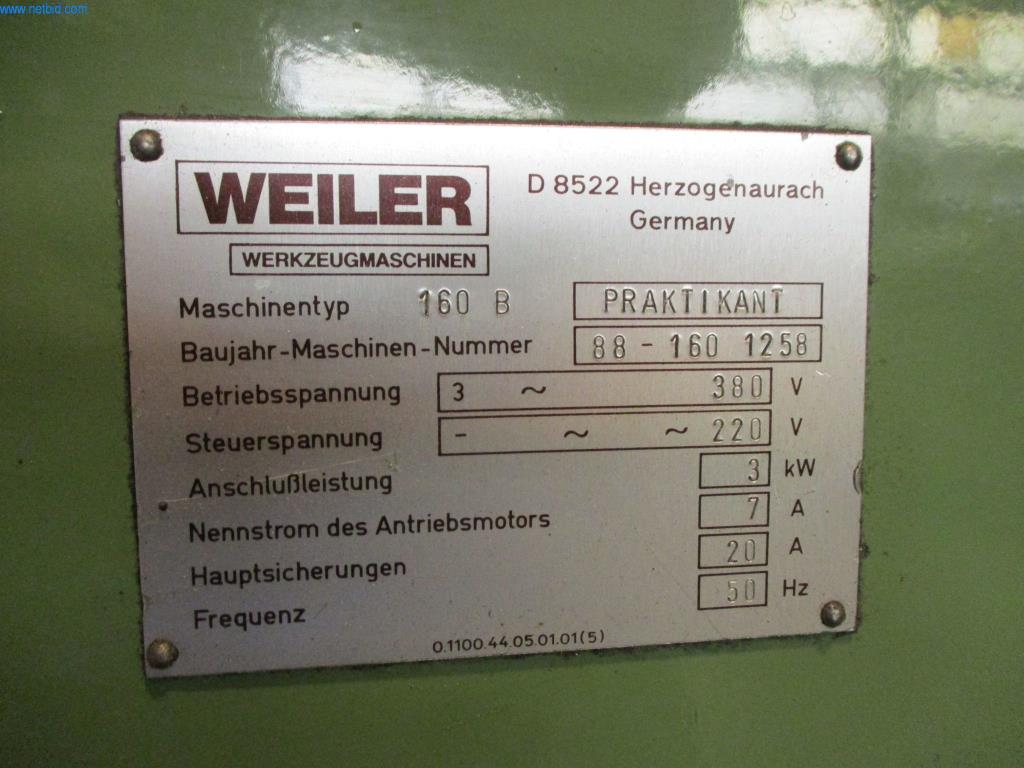 www.netbid.com
WEILER
WERKZEUGMASCHINEN
D 8522 Herzogenaurach
Germany
Maschinentyp 160 B PRAKTIKANT
Baujahr-Maschinen-Nummer 88-160 1258
Betriebsspannung 3 ~ 380 V
Steuerspannung - ~ ~ 220 V
Anschlußleistung 3 kW
Nennstrom des Antriebsmotors 7 A
Hauptsicherungen 20 A
Frequenz 50 Hz
0.1100.44.05.01.01(5)